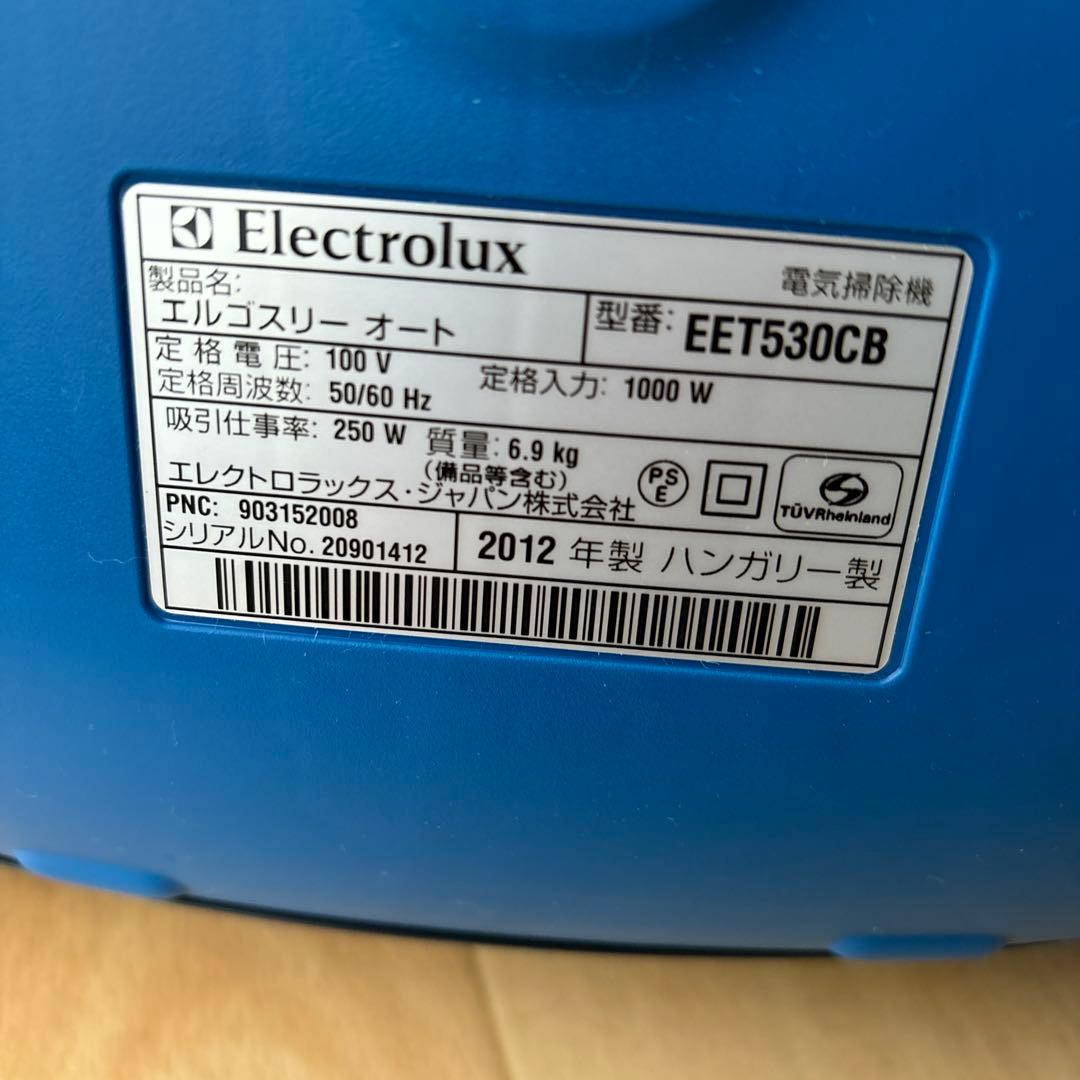 Electrolux
電気掃除機
製品名:
エルゴスリー オート
型番: EET530CB
定格電圧: 100 V
定格入力: 1000 W
定格周波数: 50/60 Hz
吸引仕事率: 250 W
質量: 6.9 kg
(備品等含む)
エレクトロラックス・ジャパン株式会社
PS
E
TÜVRheinland
PNC: 903152008
シリアルNo. 20901412
2012 年製 ハンガリー製